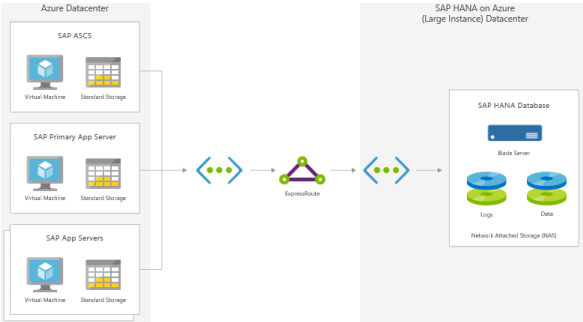 Azure Datacenter
SAP HANA on Azure
(Large Instance) Datacenter
SAP ASCS
Virtual Machine
Standard Storage
SAP Primary App Server
Virtual Machine
Standard Storage
SAP App Servers
Virtual Machine
Standard Storage
ExpressRoute
SAP HANA Database
Blade Server
Logs
Data
Network Attached Storage (NAS)